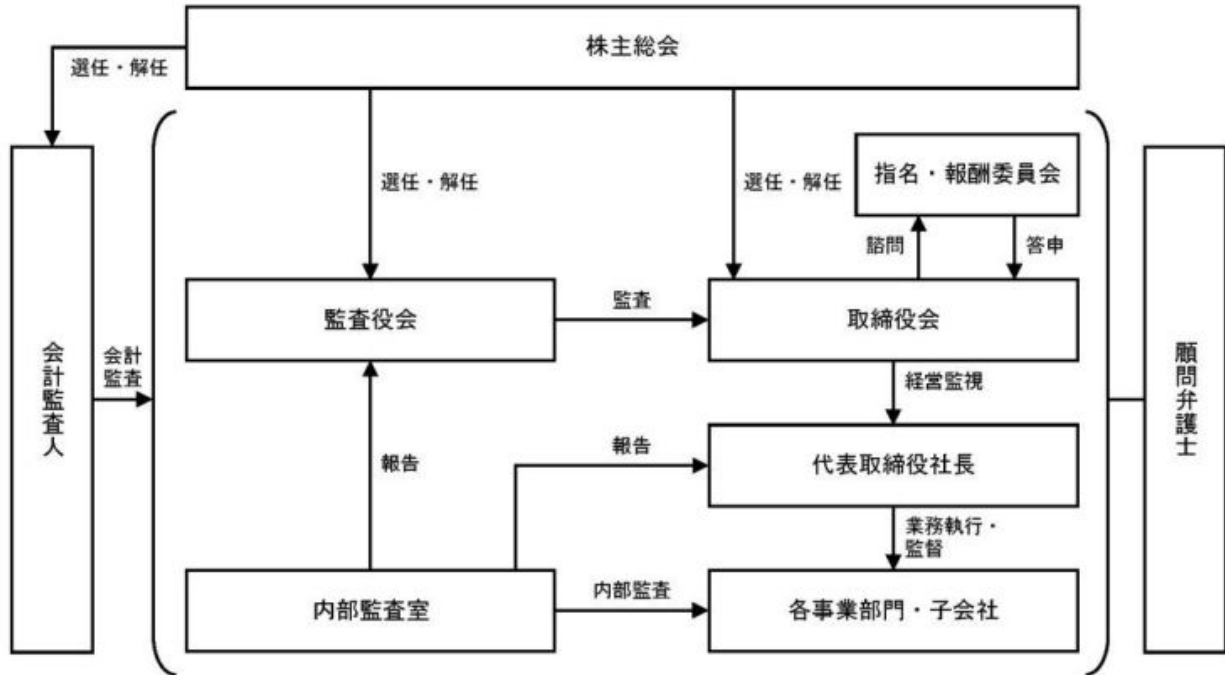 株主総会
選任・解任
選任・解任
選任・解任
指名・報酬委員会
諮問
答申
監査役会
監査
取締役会
会計監査人
会計
監査
経営監視
顧問弁護士
報告
報告
代表取締役社長
業務執行・
監督
内部監査室
内部監査
各事業部門・子会社